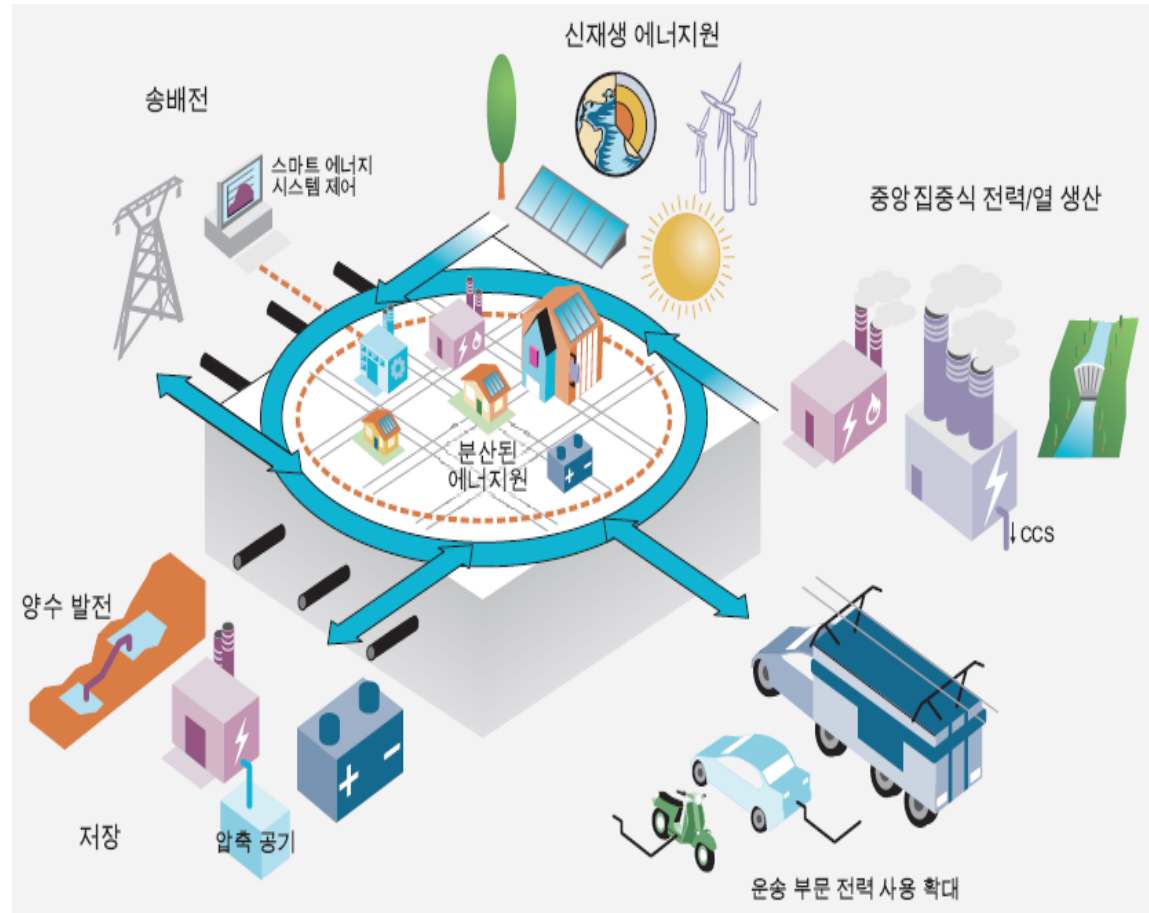 신재생 에너지원
송배전
스마트 에너지
시스템 제어
중앙집중식 전력/열 생산
분산된
에너지원
CCS
양수 발전
저장
압축 공기
운송 부문 전력 사용 확대